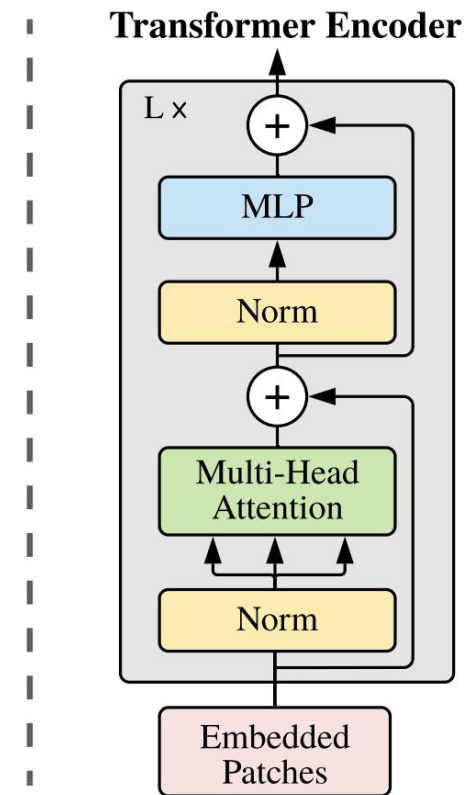 Transformer Encoder
L ×
+
MLP
Norm
+
Multi-Head
Attention
Norm
Embedded
Patches